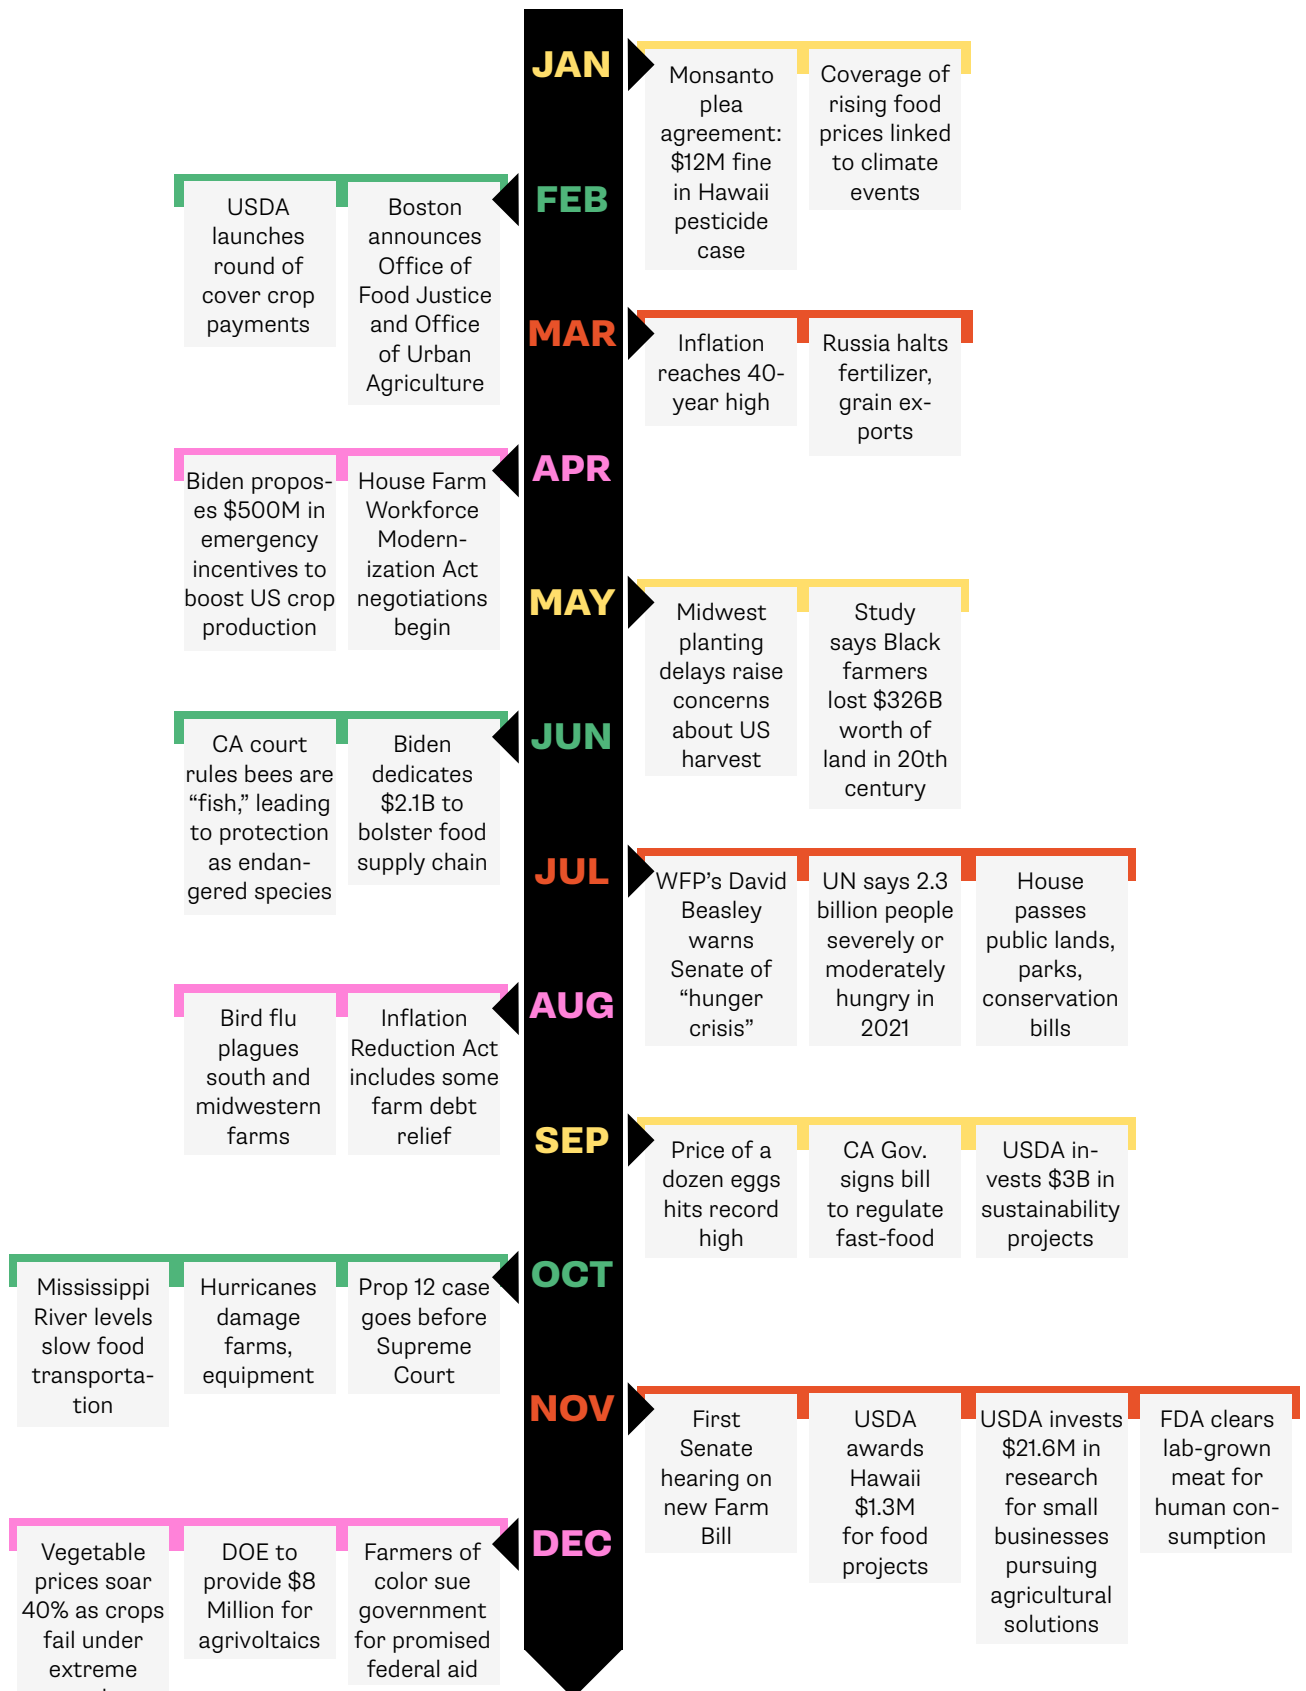 JAN
Monsanto
plea
agreement:
$12M fine
in Hawaii
pesticide
case
Coverage of
rising food
prices linked
to climate
events
FEB
USDA
launches
round of
cover crop
payments
Boston
announces
Office of
Food Justice
and Office
of Urban
Agriculture
MAR
Inflation
reaches 40-
year high
Russia halts
fertilizer,
grain ex-
ports
APR
Biden propos-
es $500M in
emergency
incentives to
boost US crop
production
House Farm
Workforce
Modern-
ization Act
negotiations
begin
MAY
Midwest
planting
delays raise
concerns
about US
harvest
Study
says Black
farmers
lost $326B
worth of
land in 20th
century
JUN
CA court
rules bees are
“fish,” leading
to protection
as endan-
gered species
Biden
dedicates
$2.1B to
bolster food
supply chain
JUL
WFP’s David
Beasley
warns
Senate of
“hunger
crisis”
UN says 2.3
billion people
severely or
moderately
hungry in
2021
House
passes
public lands,
parks,
conservation
bills
AUG
Bird flu
plagues
south and
midwestern
farms
Inflation
Reduction Act
includes some
farm debt
relief
SEP
Price of a
dozen eggs
hits record
high
CA Gov.
signs bill
to regulate
fast-food
USDA in-
vests $3B in
sustainability
projects
OCT
Mississippi
River levels
slow food
transporta-
tion
Hurricanes
damage
farms,
equipment
Prop 12 case
goes before
Supreme
Court
NOV
First
Senate
hearing on
new Farm
Bill
USDA
awards
Hawaii
$1.3M
for food
projects
USDA invests
$21.6M in
research
for small
businesses
pursuing
agricultural
solutions
FDA clears
lab-grown
meat for
human con-
sumption
DEC
Vegetable
prices soar
40% as crops
fail under
extreme
DOE to
provide $8
Million for
agrivoltaics
Farmers of
color sue
government
for promised
federal aid